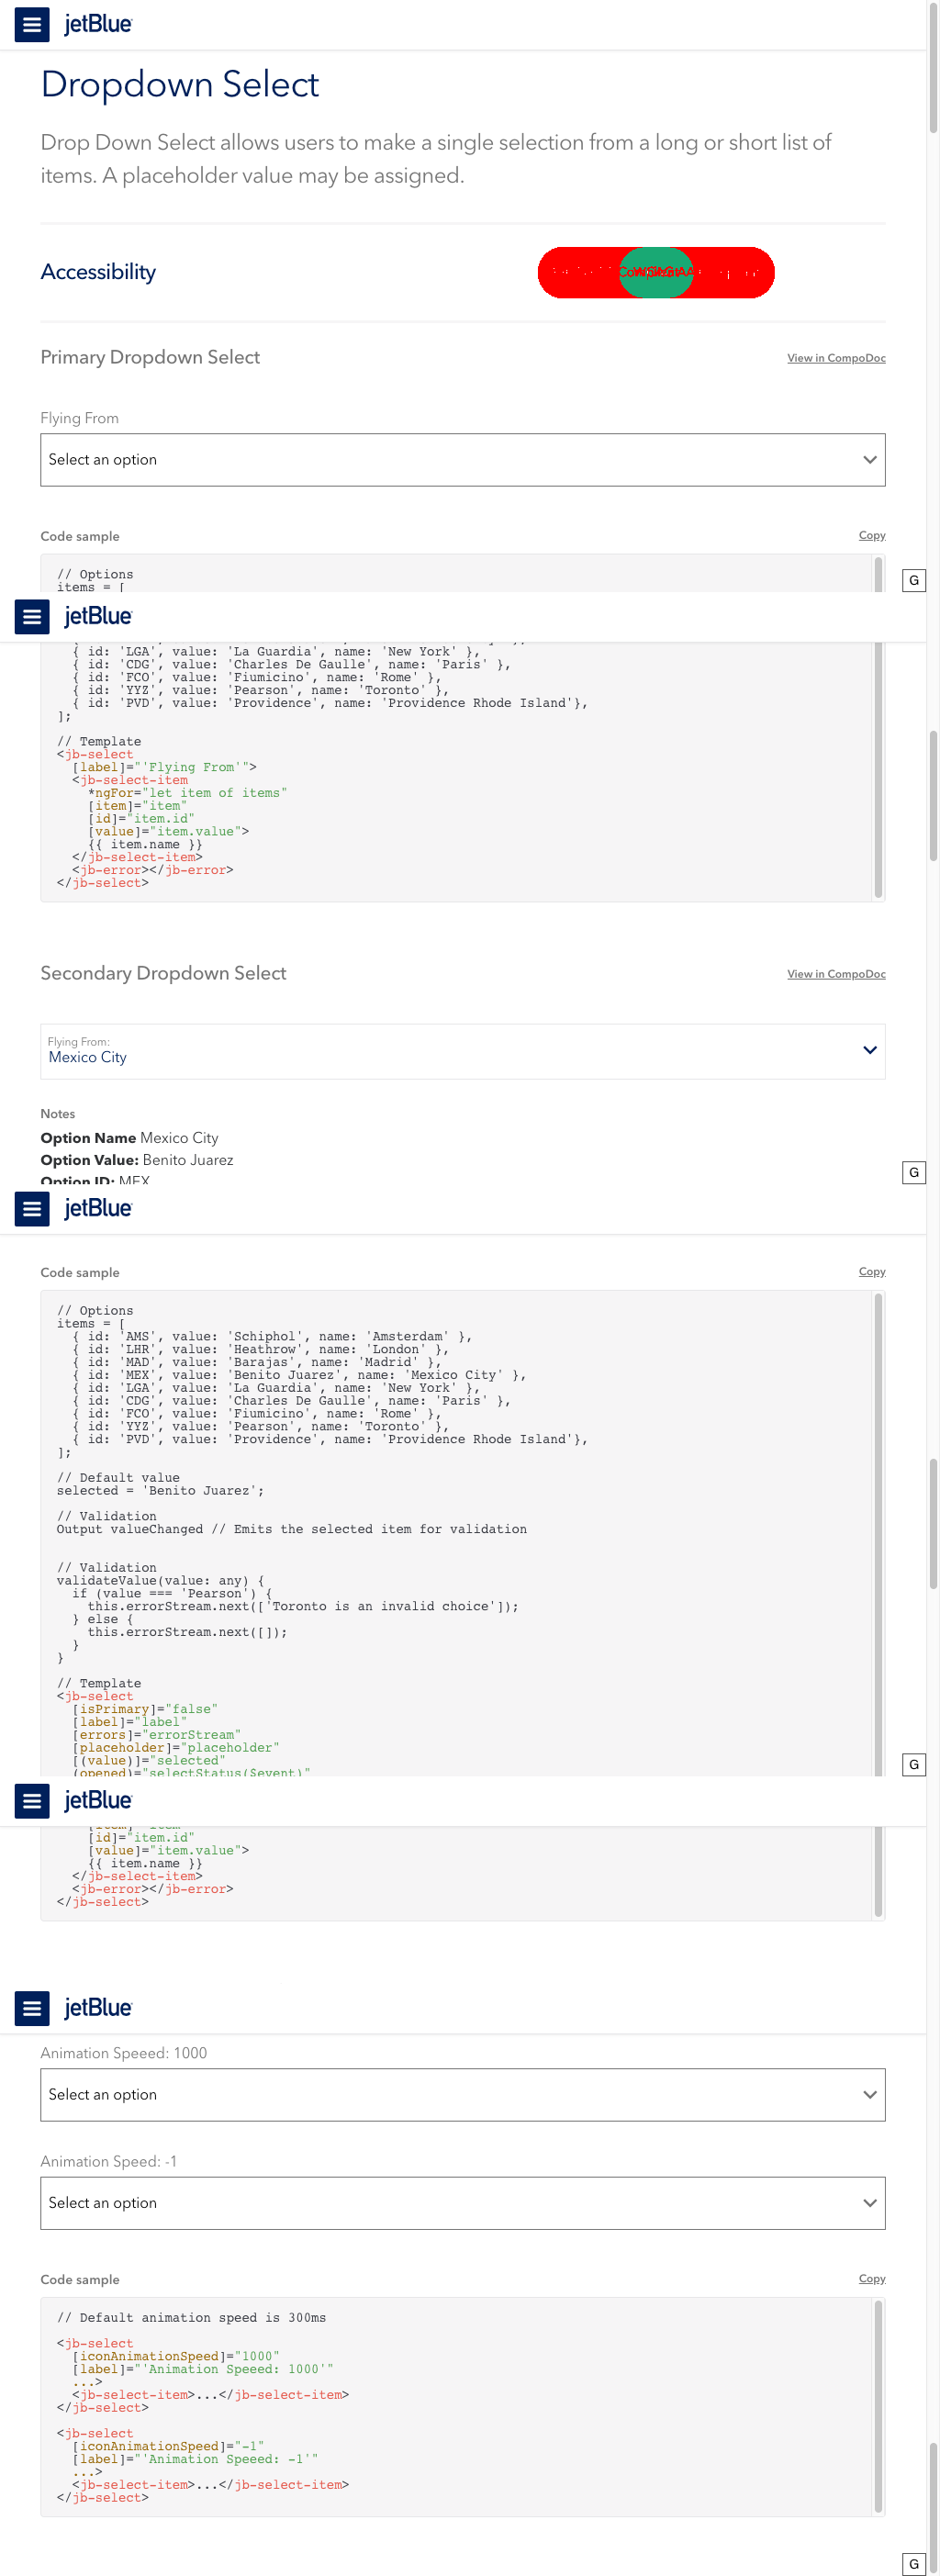 jetBlue
Dropdown Select
Drop Down Select allows users to make a single selection from a long or short list of
items. A placeholder value may be assigned.
Accessibility
Primary Dropdown Select
View in CompoDoc
Flying From
Select an option
Code sample
Copy
// Options
items = [
G
jetBlue
{ id: 'LGA', value: 'La Guardia', name: 'New York' },
{ id: 'CDG', value: 'Charles De Gaulle', name: 'Paris' },
{ id: 'FCO', value: 'Fiumicino', name: 'Rome' },
{ id: 'YYZ', value: 'Pearson', name: 'Toronto' },
{ id: 'PVD', value: 'Providence', name: 'Providence Rhode Island'},
];
// Template
<jb-select
[label]="'Flying From'">
<jb-select-item
*ngFor="let item of items"
[item]="item"
[id]="item.id"
[value]="item.value">
{{ item.name }}
</jb-select-item>
<jb-error></jb-error>
</jb-select>
Secondary Dropdown Select
View in CompoDoc
Flying From:
Mexico City
Notes
Option Name Mexico City
Option Value: Benito Juarez
Option ID: MEX
G
jetBlue
Code sample
Copy
// Options
items = [
{ id: 'AMS', value: 'Schiphol', name: 'Amsterdam' },
{ id: 'LHR', value: 'Heathrow', name: 'London' },
{ id: 'MAD', value: 'Barajas', name: 'Madrid' },
{ id: 'MEX', value: 'Benito Juarez', name: 'Mexico City' },
{ id: 'LGA', value: 'La Guardia', name: 'New York' },
{ id: 'CDG', value: 'Charles De Gaulle', name: 'Paris' },
{ id: 'FCO', value: 'Fiumicino', name: 'Rome' },
{ id: 'YYZ', value: 'Pearson', name: 'Toronto' },
{ id: 'PVD', value: 'Providence', name: 'Providence Rhode Island'},
];
// Default value
selected = 'Benito Juarez';
// Validation
Output valueChanged // Emits the selected item for validation
// Validation
validateValue(value: any) {
if (value === 'Pearson') {
this.errorStream.next(['Toronto is an invalid choice']);
} else {
this.errorStream.next([]);
}
}
// Template
<jb-select
[isPrimary]="false"
[label]="label"
[errors]="errorStream"
[placeholder]="placeholder"
[(value)]="selected"
(opened)="selectStatus($event)"
G
jetBlue
[item]="item"
[id]="item.id"
[value]="item.value">
{{ item.name }}
</jb-select-item>
<jb-error></jb-error>
</jb-select>
jetBlue
Animation Speeed: 1000
Select an option
Animation Speed: -1
Select an option
Code sample
Copy
// Default animation speed is 300ms
<jb-select
[iconAnimationSpeed]="1000"
[label]="'Animation Speeed: 1000'"
...>
<jb-select-item>...</jb-select-item>
</jb-select>
<jb-select
[iconAnimationSpeed]="-1"
[label]="'Animation Speeed: -1'"
...>
<jb-select-item>...</jb-select-item>
</jb-select>
G